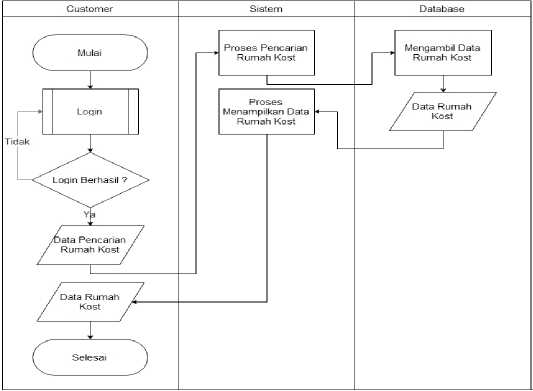 Customer
Sistem
Database
Mulai
Login
Tidak
Login Berhasil ?
Ya
Data Pencarian
Rumah Kost
Data Rumah
Kost
Selesai
Proses Pencarian
Rumah Kost
Proses
Menampilkan Data
Rumah Kost
Mengambil Data
Rumah Kost
Data Rumah
Kost